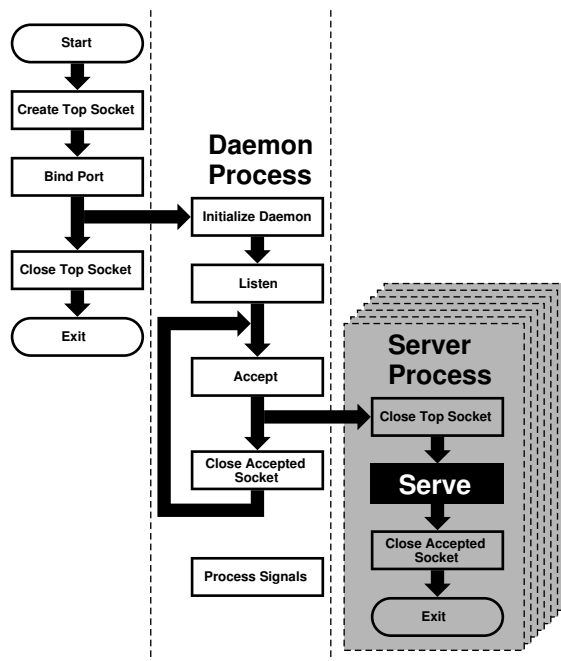 Start
Create Top Socket
Bind Port
Close Top Socket
Exit
Daemon
Process
Initialize Daemon
Listen
Accept
Close Accepted
Socket
Process Signals
Server
Process
Close Top Socket
Serve
Close Accepted
Socket
Exit